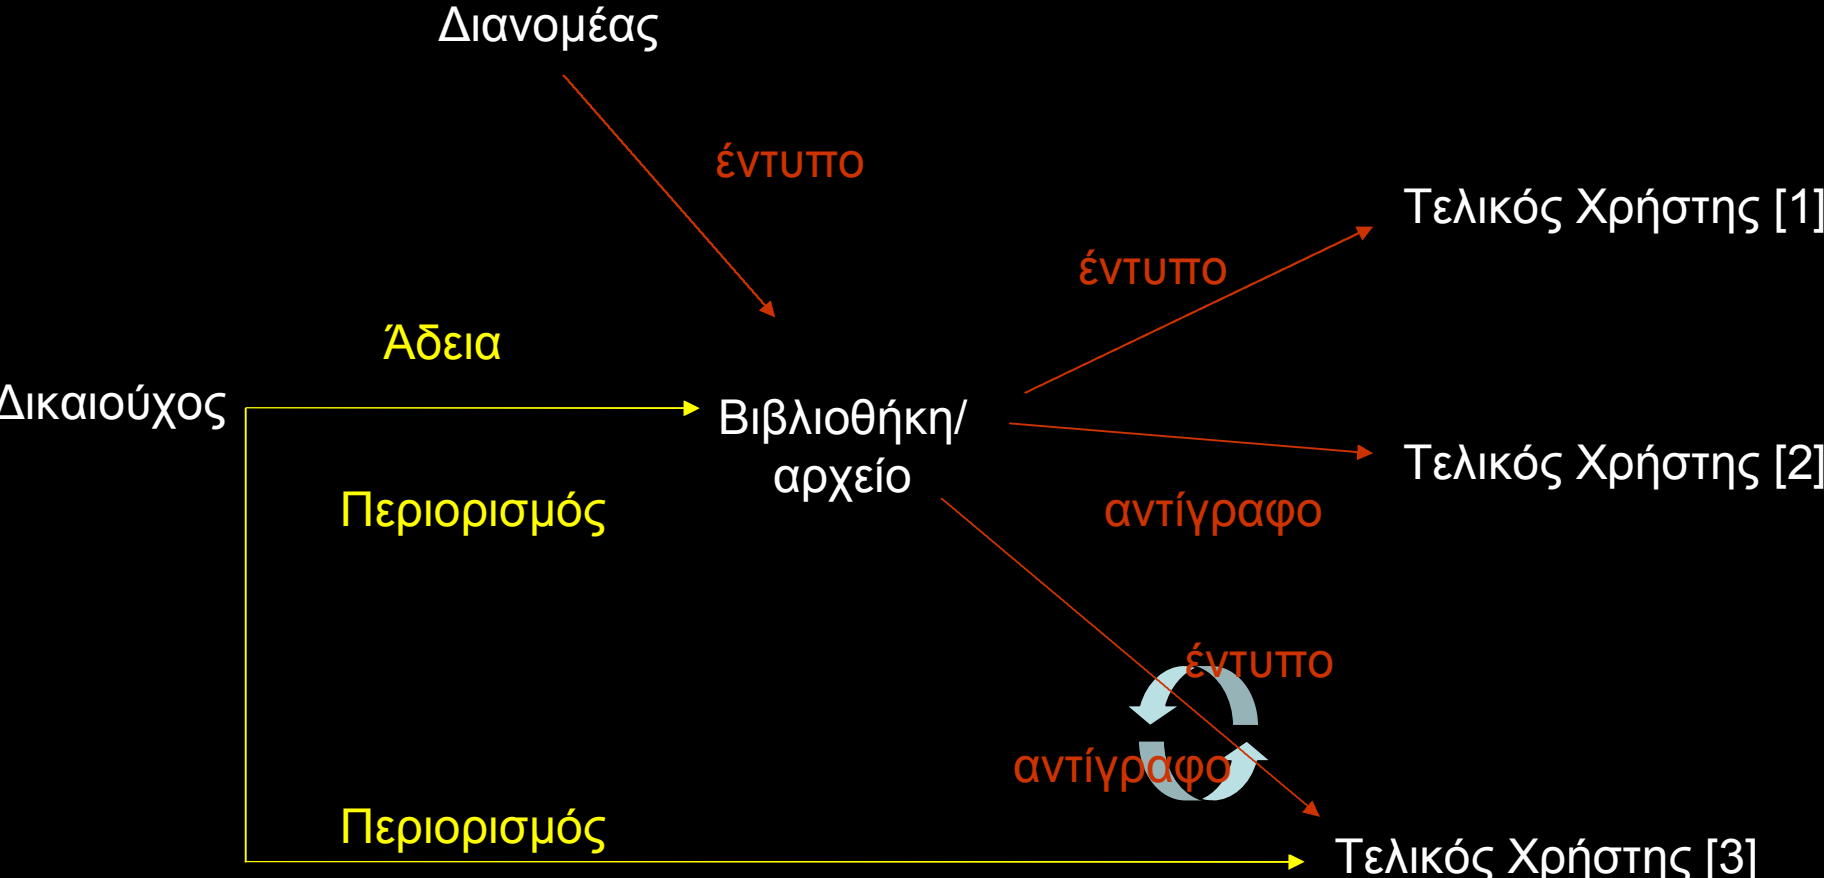 Διανομέας
έντυπο
Τελικός Χρήστης [1]
έντυπο
Άδεια
Δικαιούχος
Βιβλιοθήκη/
αρχείο
Τελικός Χρήστης [2]
Περιορισμός
αντίγραφο
έντυπο
αντίγραφο
Περιορισμός
Τελικός Χρήστης [3]